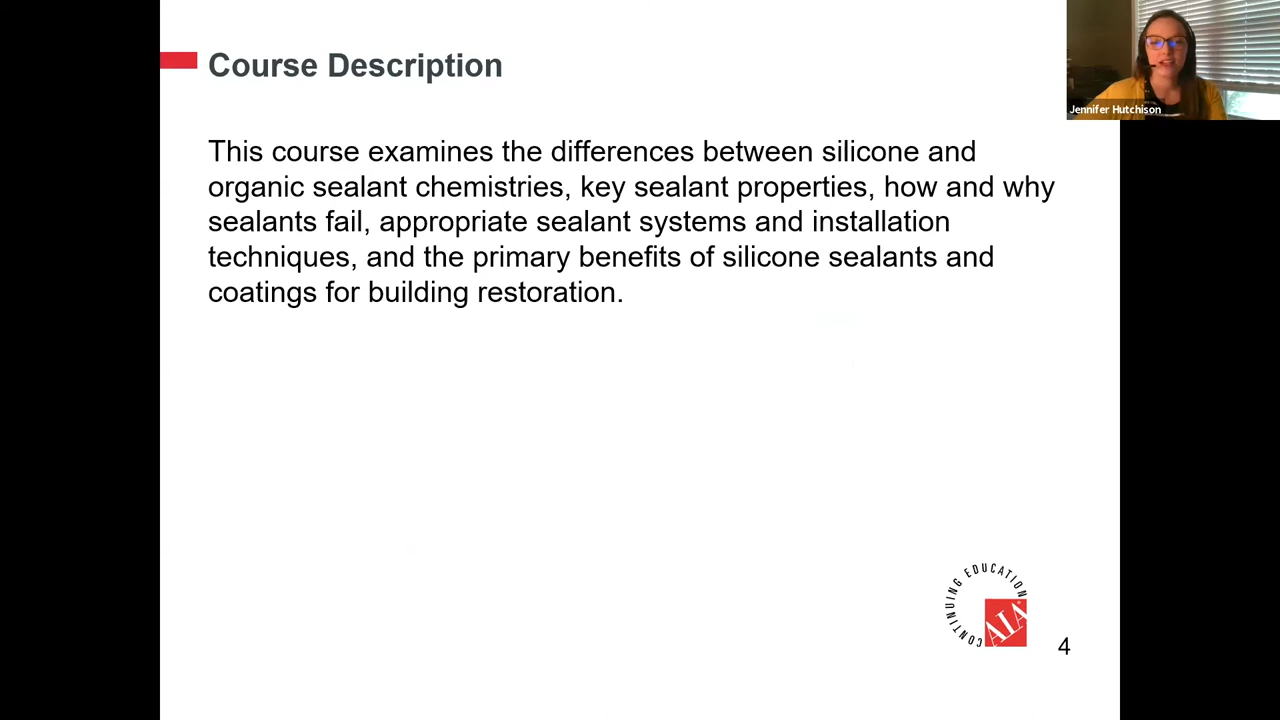 Course Description
Jennifer Hutchison
This course examines the differences between silicone and
organic sealant chemistries, key sealant properties, how and why
sealants fail, appropriate sealant systems and installation
techniques, and the primary benefits of silicone sealants and
coatings for building restoration.
CONTINUING EDUCATION
AIA
4